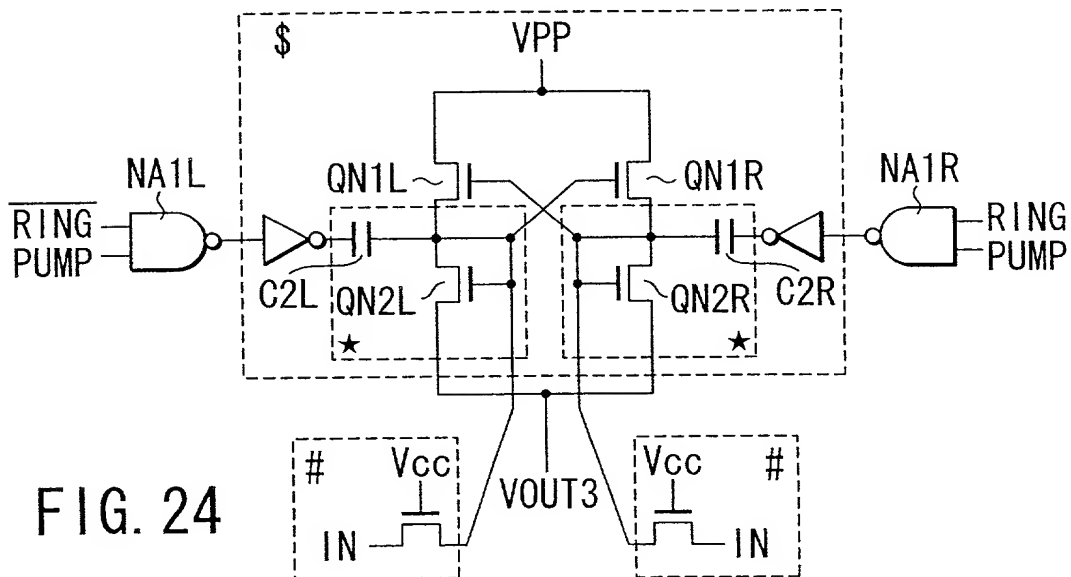 $
VPP
NA1L
QN1L
QN1R
NA1R
R̅I̅N̅G̅
PUMP
RING
PUMP
C2L
QN2L
QN2R
C2R
★
★
#
Vcc
IN
VOUT3
Vcc
#
IN
FIG. 24